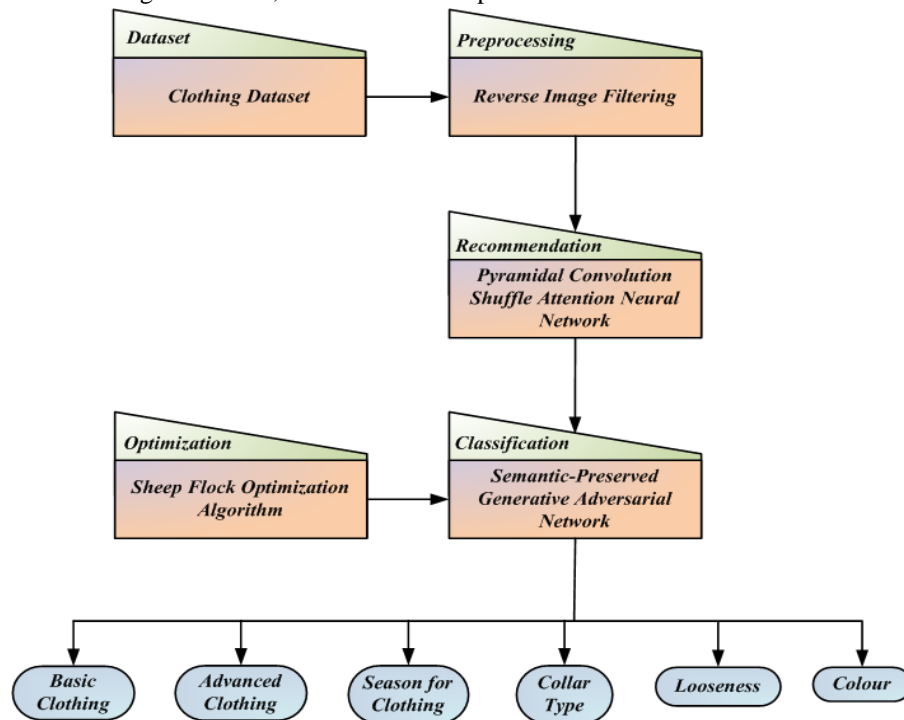 Dataset
Clothing Dataset
Preprocessing
Reverse Image Filtering
Recommendation
Pyramidal Convolution
Shuffle Attention Neural
Network
Optimization
Sheep Flock Optimization
Algorithm
Classification
Semantic-Preserved
Generative Adversarial
Network
Basic
Clothing
Advanced
Clothing
Season for
Clothing
Collar
Type
Looseness
Colour